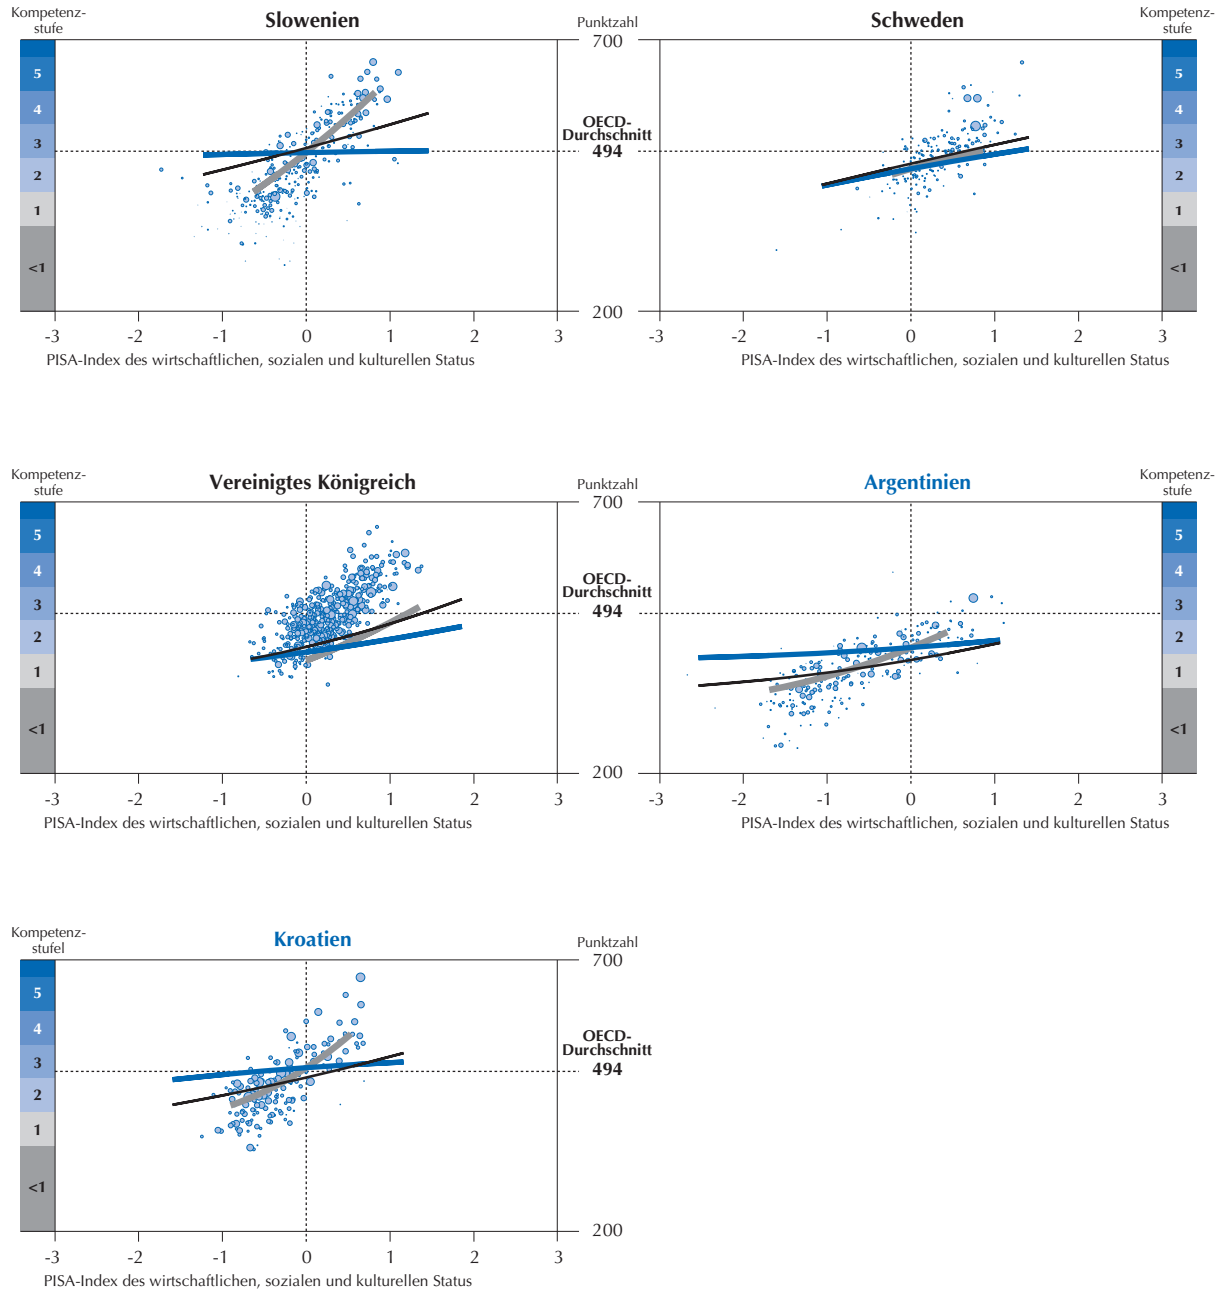 Kompetenz-
stufe
Slowenien
Punktzahl
Schweden
Kompetenz-
stufe
700
5
4
3
2
1
<1
OECD-
Durchschnitt
494
5
4
3
2
1
<1
200
-3 -2 -1 0 1 2 3
-3 -2 -1 0 1 2 3
PISA-Index des wirtschaftlichen, sozialen und kulturellen Status
PISA-Index des wirtschaftlichen, sozialen und kulturellen Status
Kompetenz-
stufe
Vereinigtes Königreich
Punktzahl
Argentinien
Kompetenz-
stufe
700
5
4
3
2
1
<1
OECD-
Durchschnitt
494
5
4
3
2
1
<1
200
-3 -2 -1 0 1 2 3
-3 -2 -1 0 1 2 3
PISA-Index des wirtschaftlichen, sozialen und kulturellen Status
PISA-Index des wirtschaftlichen, sozialen und kulturellen Status
Kompetenz-
stufel
Kroatien
Punktzahl
700
5
4
3
2
1
<1
OECD-
Durchschnitt
494
200
-3 -2 -1 0 1 2 3
PISA-Index des wirtschaftlichen, sozialen und kulturellen Status